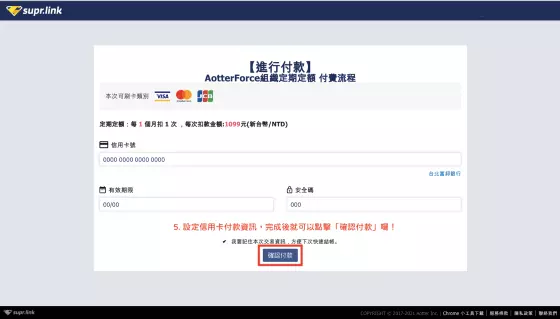 supr.link
【進行付款】
AotterForce組織定期定額 付費流程
本次可刷卡類別 VISA mastercard JCB
定期定額：每 1 個月扣 1 次 ，每次扣款金額:1099元(新台幣/NTD)
信用卡號
0000 0000 0000 0000
台北富邦銀行
有效期限 安全碼
00/00 000
5. 設定信用卡付款資訊，完成後就可以點擊「確認付款」囉！
✔ 我要記住本次交易資訊，方便下次快速結帳。
確認付款
supr.link COPYRIGHT © 2017-2021 Aotter Inc. | Chrome 小工具下載 | 服務條款 | 隱私政策 | 聯絡我們